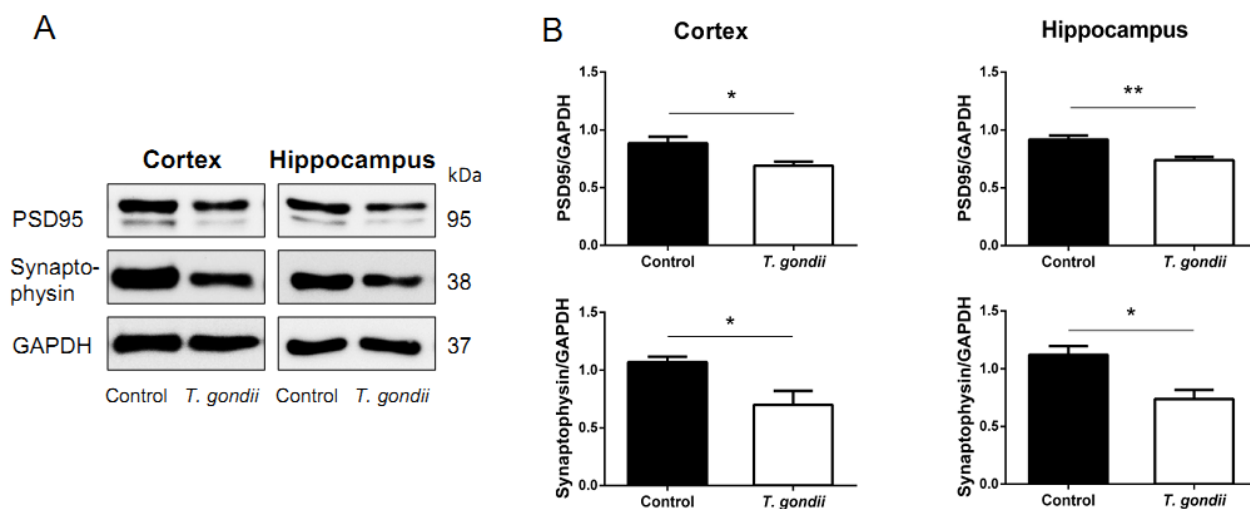 A
Cortex Hippocampus kDa
PSD95 95
Synapto-
physin 38
GAPDH 37
Control T. gondii Control T. gondii
B
Cortex
PSD95/GAPDH
1.5
1.0
0.5
0.0
*
Control T. gondii
Synaptophysin/GAPDH
1.5
1.0
0.5
0.0
*
Control T. gondii
Hippocampus
PSD95/GAPDH
1.5
1.0
0.5
0.0
**
Control T. gondii
Synaptophysin/GAPDH
1.5
1.0
0.5
0.0
*
Control T. gondii